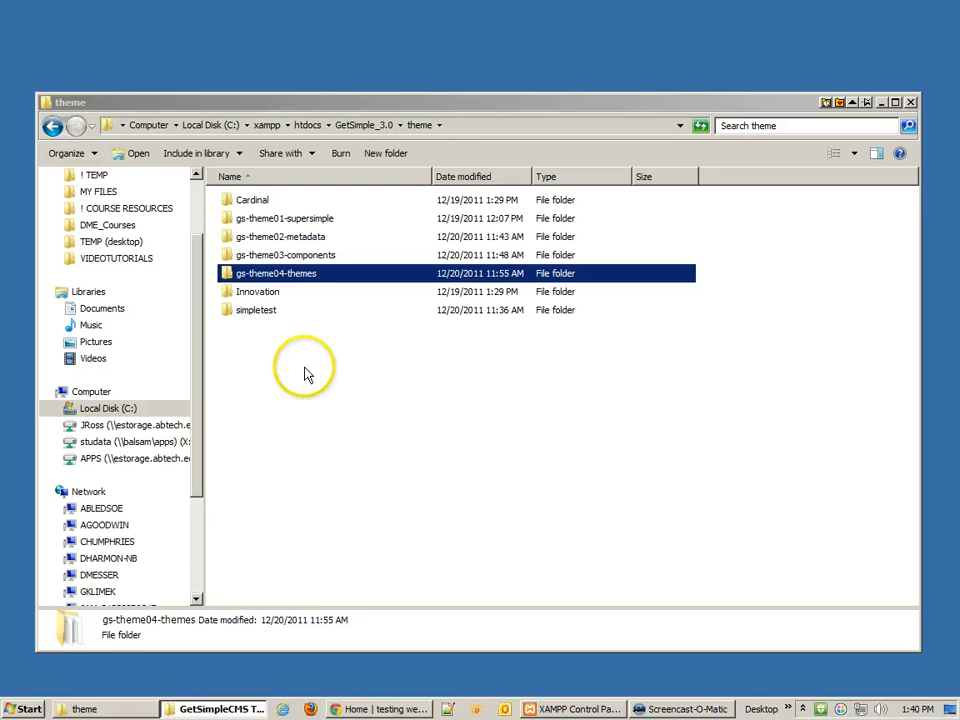 theme
Computer Local Disk (C:) xampp htdocs GetSimple_3.0 theme
Search theme
Organize Open Include in library Share with Burn New folder
! TEMP
MY FILES
! COURSE RESOURCES
DME_Courses
TEMP (desktop)
VIDEOTUTORIALS
Libraries
Documents
Music
Pictures
Videos
Computer
Local Disk (C:)
JRoss (\\estorage.abtech.e
studata (\\balsam\apps) (X:
APPS (\\estorage.abtech.ec
Network
ABLEDSOE
AGOODWIN
CHUMPHRIES
DHARMON-NB
DMESSER
GKLIMEK
Name Date modified Type Size
Cardinal 12/19/2011 1:29 PM File folder
gs-theme01-supersimple 12/19/2011 12:07 PM File folder
gs-theme02-metadata 12/20/2011 11:43 AM File folder
gs-theme03-components 12/20/2011 11:48 AM File folder
gs-theme04-themes 12/20/2011 11:55 AM File folder
Innovation 12/19/2011 1:29 PM File folder
simpletest 12/20/2011 11:36 AM File folder
gs-theme04-themes Date modified: 12/20/2011 11:55 AM
File folder
Start theme GetSimpleCMS T... Home | testing we... XAMPP Control Pa... Screencast-O-Matic Desktop 1:40 PM